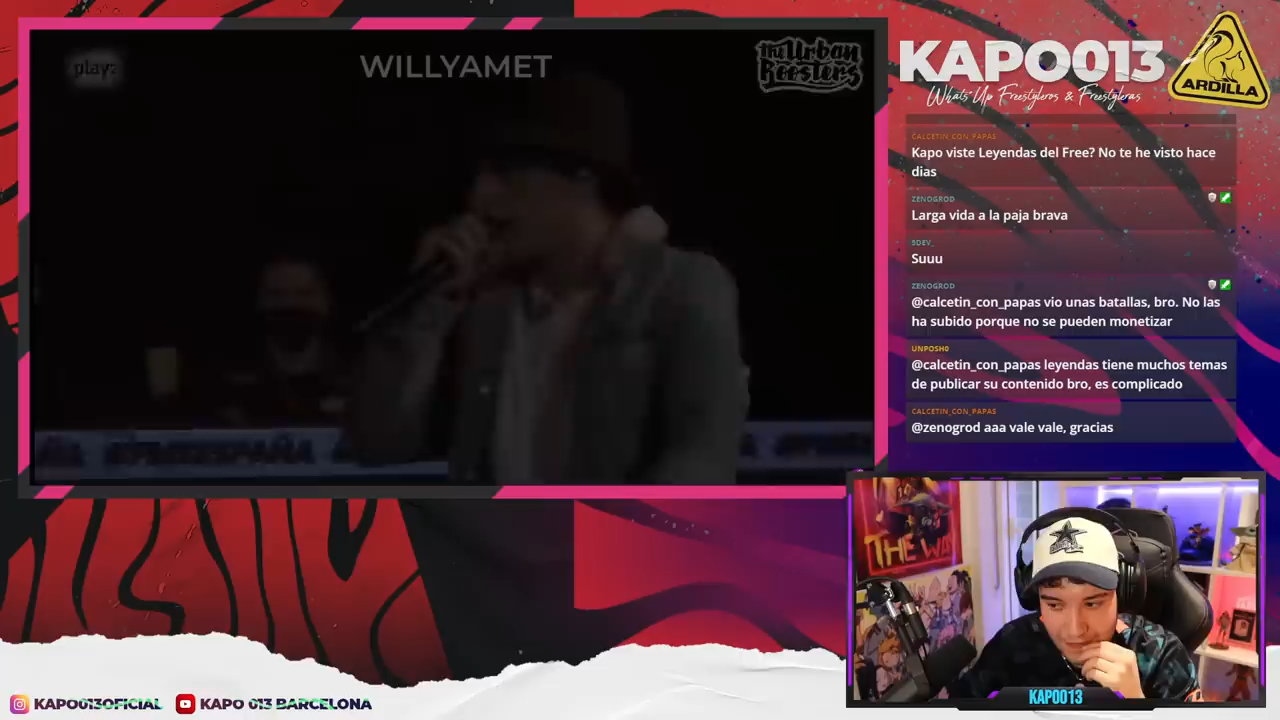 play:
WILLYAMET
the Urban Roosters
KAPO013
What's Up Freestyleros & Freestyleras
ARDILLA
CALCETIN_CON_PAPAS
Kapo viste Leyendas del Free? No te he visto hace
dias
ZENOGROD
Larga vida a la paja brava
SDEV_
Suuu
ZENOGROD
@calcetin_con_papas vio unas batallas, bro. No las
ha subido porque no se pueden monetizar
UNPOSH0
@calcetin_con_papas leyendas tiene muchos temas
de publicar su contenido bro, es complicado
CALCETIN_CON_PAPAS
@zenogrod aaa vale vale, gracias
THE WAY
KAPO013
KAPO013OFICIAL
KAPO 013 BARCELONA